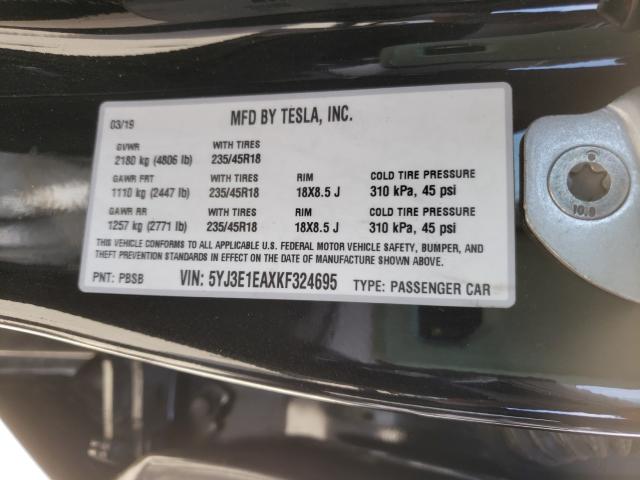 03/19 MFD BY TESLA, INC.
GVWR WITH TIRES
2180 kg (4806 lb) 235/45R18
GAWR FRT WITH TIRES RIM COLD TIRE PRESSURE
1110 kg (2447 lb) 235/45R18 18X8.5 J 310 kPa, 45 psi
GAWR RR WITH TIRES RIM COLD TIRE PRESSURE
1257 kg (2771 lb) 235/45R18 18X8.5 J 310 kPa, 45 psi
THIS VEHICLE CONFORMS TO ALL APPLICABLE U.S. FEDERAL MOTOR VEHICLE SAFETY, BUMPER, AND
THEFT PREVENTION STANDARDS IN EFFECT ON THE DATE OF MANUFACTURE SHOWN ABOVE.
PNT: PBSB VIN: 5YJ3E1EAXKF324695 TYPE: PASSENGER CAR
10.9